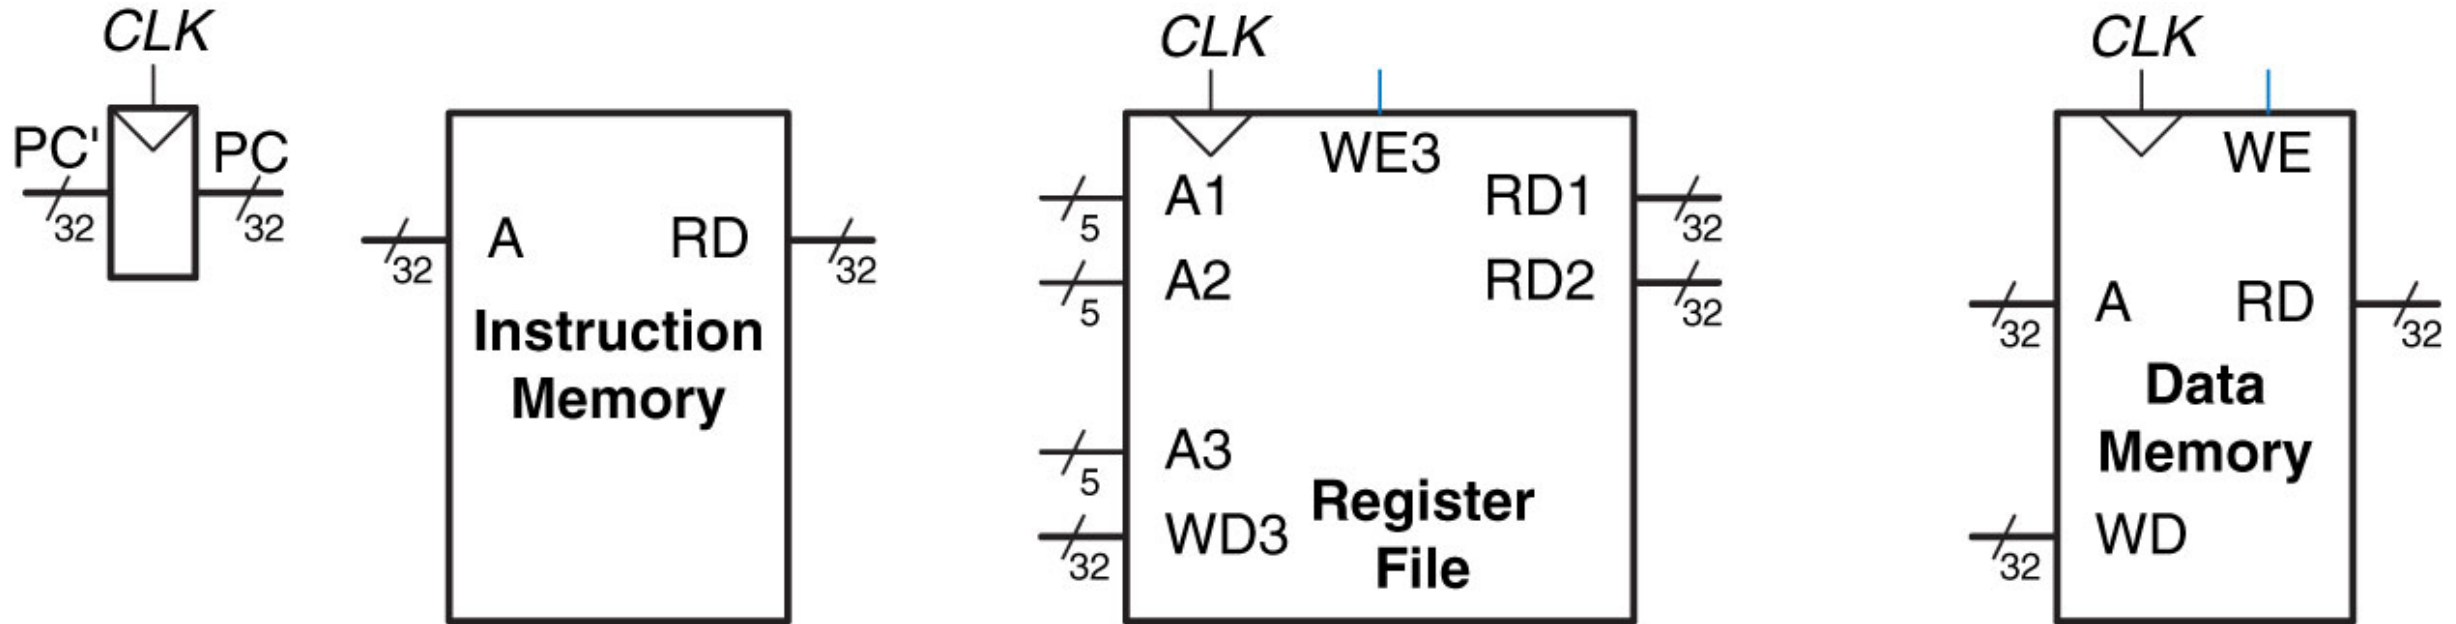 CLK
PC'
PC
32
32
A
RD
32
32
Instruction
Memory
CLK
WE3
A1
RD1
5
32
A2
RD2
5
32
A3
5
WD3
32
Register
File
CLK
WE
A
RD
32
32
Data
Memory
WD
32